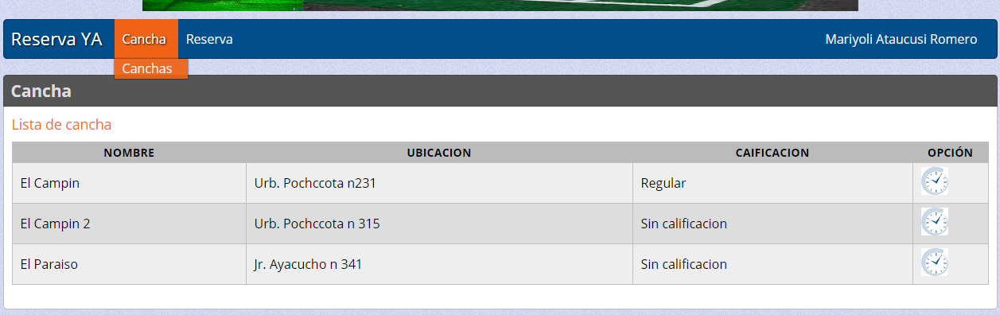 Reserva YA Cancha Reserva Mariyoli Ataucusi Romero
Canchas
Cancha
Lista de cancha
NOMBRE UBICACION CAIFICACION OPCIÓN
El Campin Urb. Pochccota n231 Regular
El Campin 2 Urb. Pochccota n 315 Sin calificacion
El Paraiso Jr. Ayacucho n 341 Sin calificacion